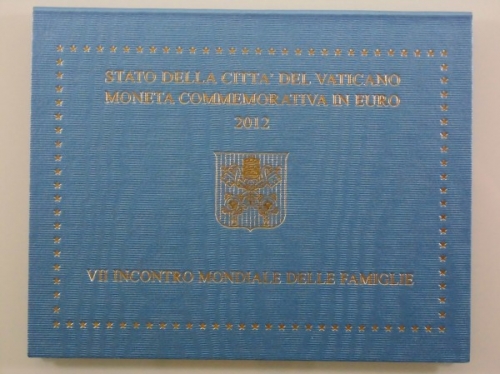 STATO DELLA CITTA' DEL VATICANO
MONETA COMMEMORATIVA IN EURO
2012
VII INCONTRO MONDIALE DELLE FAMIGLIE